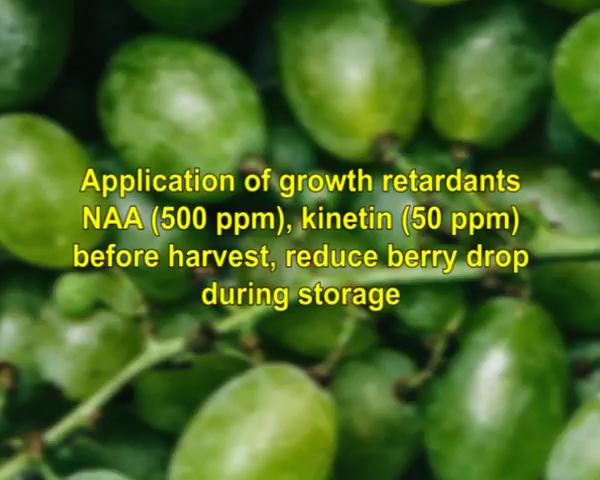 Application of growth retardants
NAA (500 ppm), kinetin (50 ppm)
before harvest, reduce berry drop
during storage